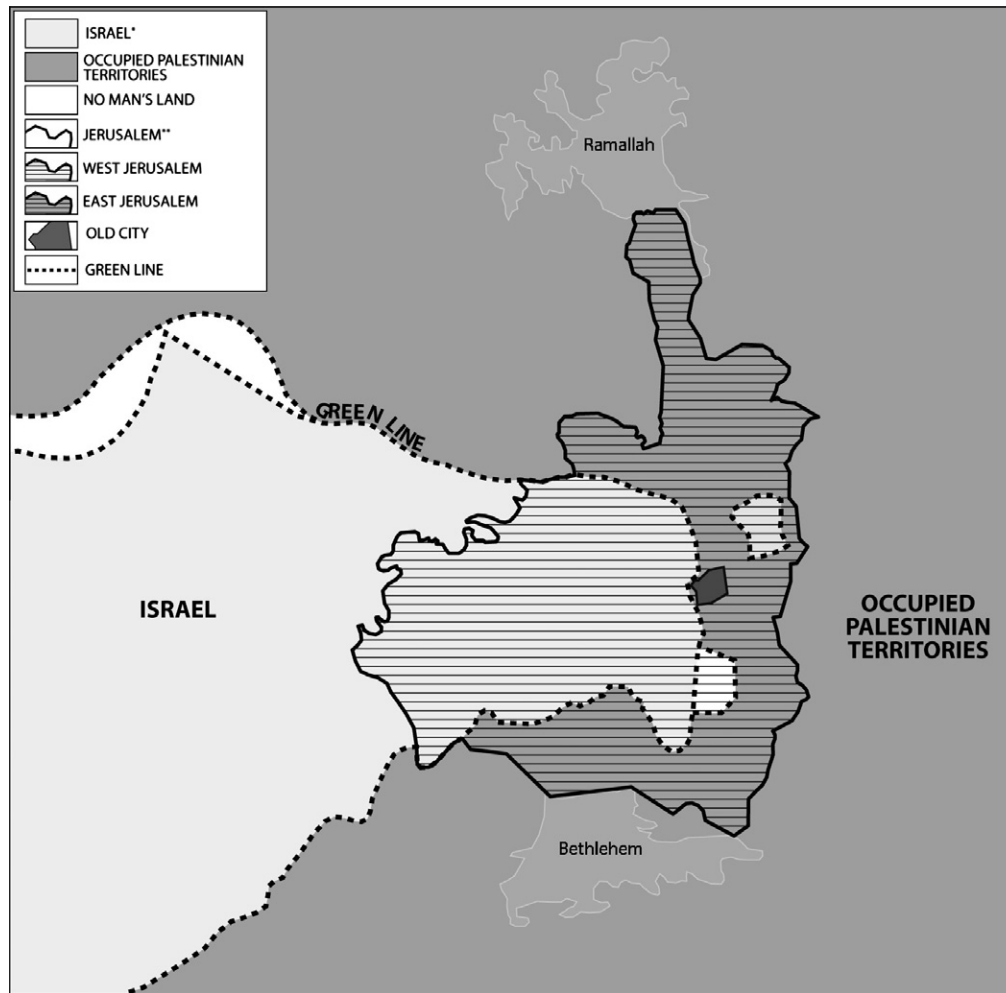 ISRAEL*
OCCUPIED PALESTINIAN
TERRITORIES
NO MAN'S LAND
JERUSALEM**
WEST JERUSALEM
EAST JERUSALEM
OLD CITY
GREEN LINE
Ramallah
GREEN LINE
ISRAEL
OCCUPIED
PALESTINIAN
TERRITORIES
Bethlehem